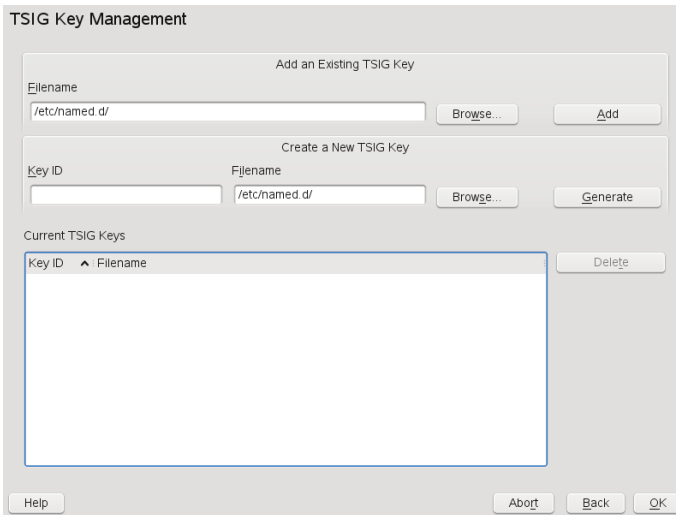 TSIG Key Management
Add an Existing TSIG Key
Filename
/etc/named.d/
Browse...
Add
Create a New TSIG Key
Key ID Filename
/etc/named.d/
Browse...
Generate
Current TSIG Keys
Key ID Filename
Delete
Help Abort Back OK